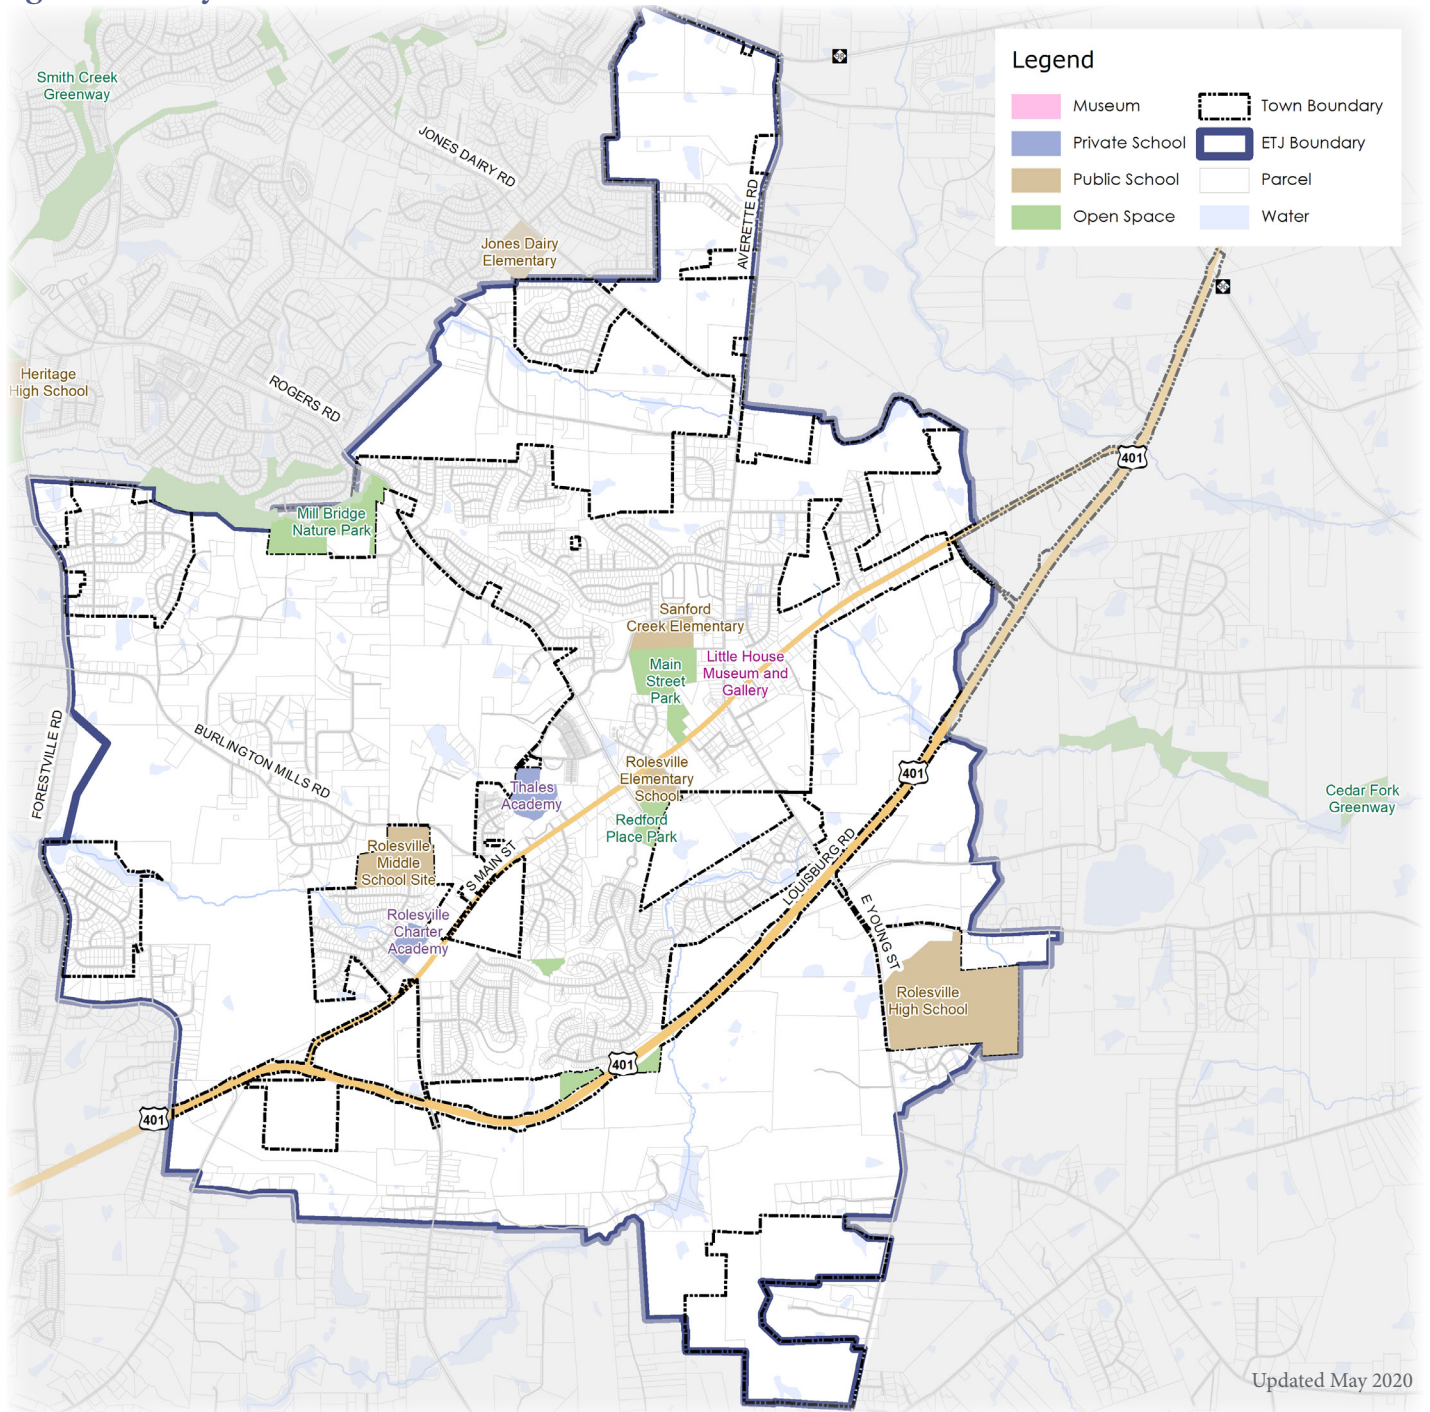 Legend
Museum
Private School
Public School
Open Space
Town Boundary
ETJ Boundary
Parcel
Water
Smith Creek
Greenway
JONES DAIRY RD
Jones Dairy
Elementary
AVERETTE RD
Heritage
High School
ROGERS RD
401
Mill Bridge
Nature Park
Sanford
Creek Elementary
Main
Street
Park
Little House
Museum and
Gallery
FORESTVILLE RD
BURLINGTON MILLS RD
Thales
Academy
Rolesville
Elementary
School
401
Cedar Fork
Greenway
Redford
Place Park
Rolesville
Middle
School Site
S MAIN ST
LOUISBURG RD
Rolesville
Charter
Academy
E YOUNG ST
Rolesville
High School
401
401
Updated May 2020